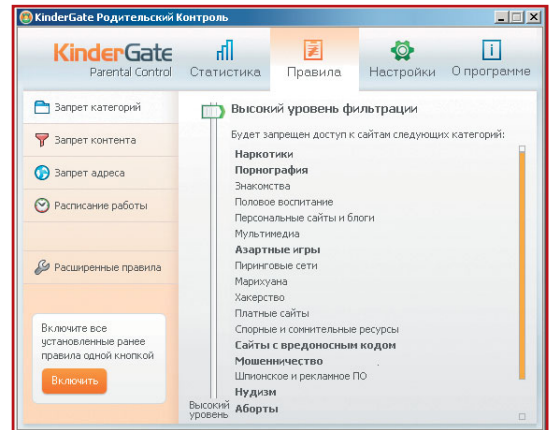 KinderGate Родительский Контроль
KinderGate
Parental Control
Статистика
Правила
Настройки
О программе
Запрет категорий
Запрет контента
Запрет адреса
Расписание работы
Расширенные правила
Включите все
установленные ранее
правила одной кнопкой
Включить
Высокий уровень фильтрации
Будет запрещен доступ к сайтам следующих категорий:
Наркотики
Порнография
Знакомства
Половое воспитание
Персональные сайты и блоги
Мультимедиа
Азартные игры
Пиринговые сети
Марихуана
Хакерство
Платные сайты
Спорные и сомнительные ресурсы
Сайты с вредоносным кодом
Мошенничество
Шпионское и рекламное ПО
Нудизм
Аборты
Высокий
уровень